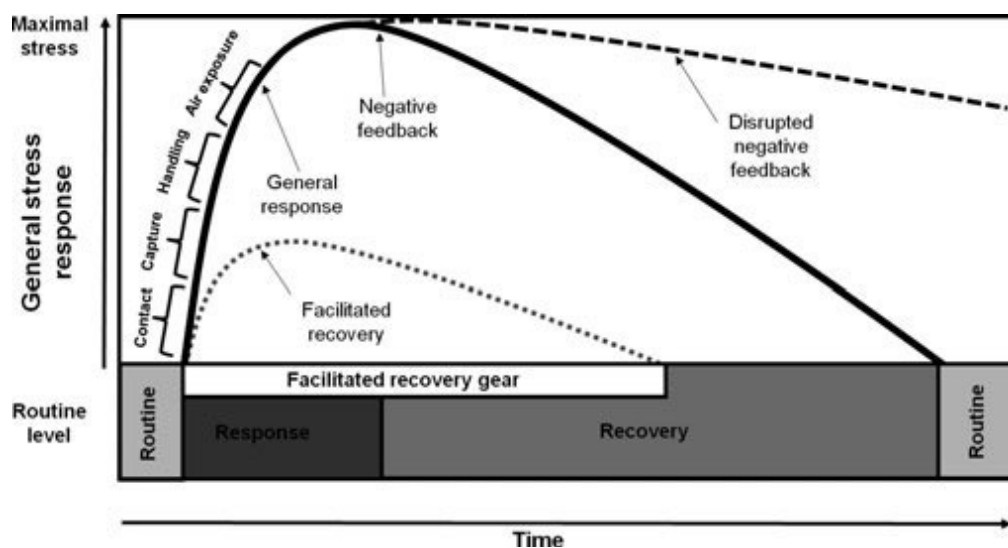 Maximal
stress
General stress
response
Contact
Capture
Handling
Air exposure
General
response
Negative
feedback
Disrupted
negative
feedback
Facilitated
recovery
Facilitated recovery gear
Routine
level
Routine
Response
Recovery
Routine
Time